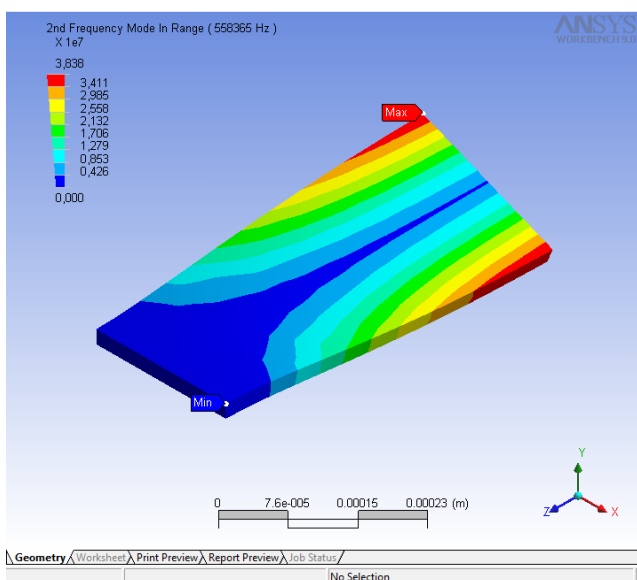 2nd Frequency Mode In Range ( 558365 Hz )
X 1e7
3,838
3,411
2,985
2,558
2,132
1,706
1,279
0,853
0,426
0,000
ANSYS
WORKBENCH 9.0
Max
Min
0 7.6e-005 0.00015 0.00023 (m)
Y
Z X
Geometry Worksheet Print Preview Report Preview Job Status
No Selection